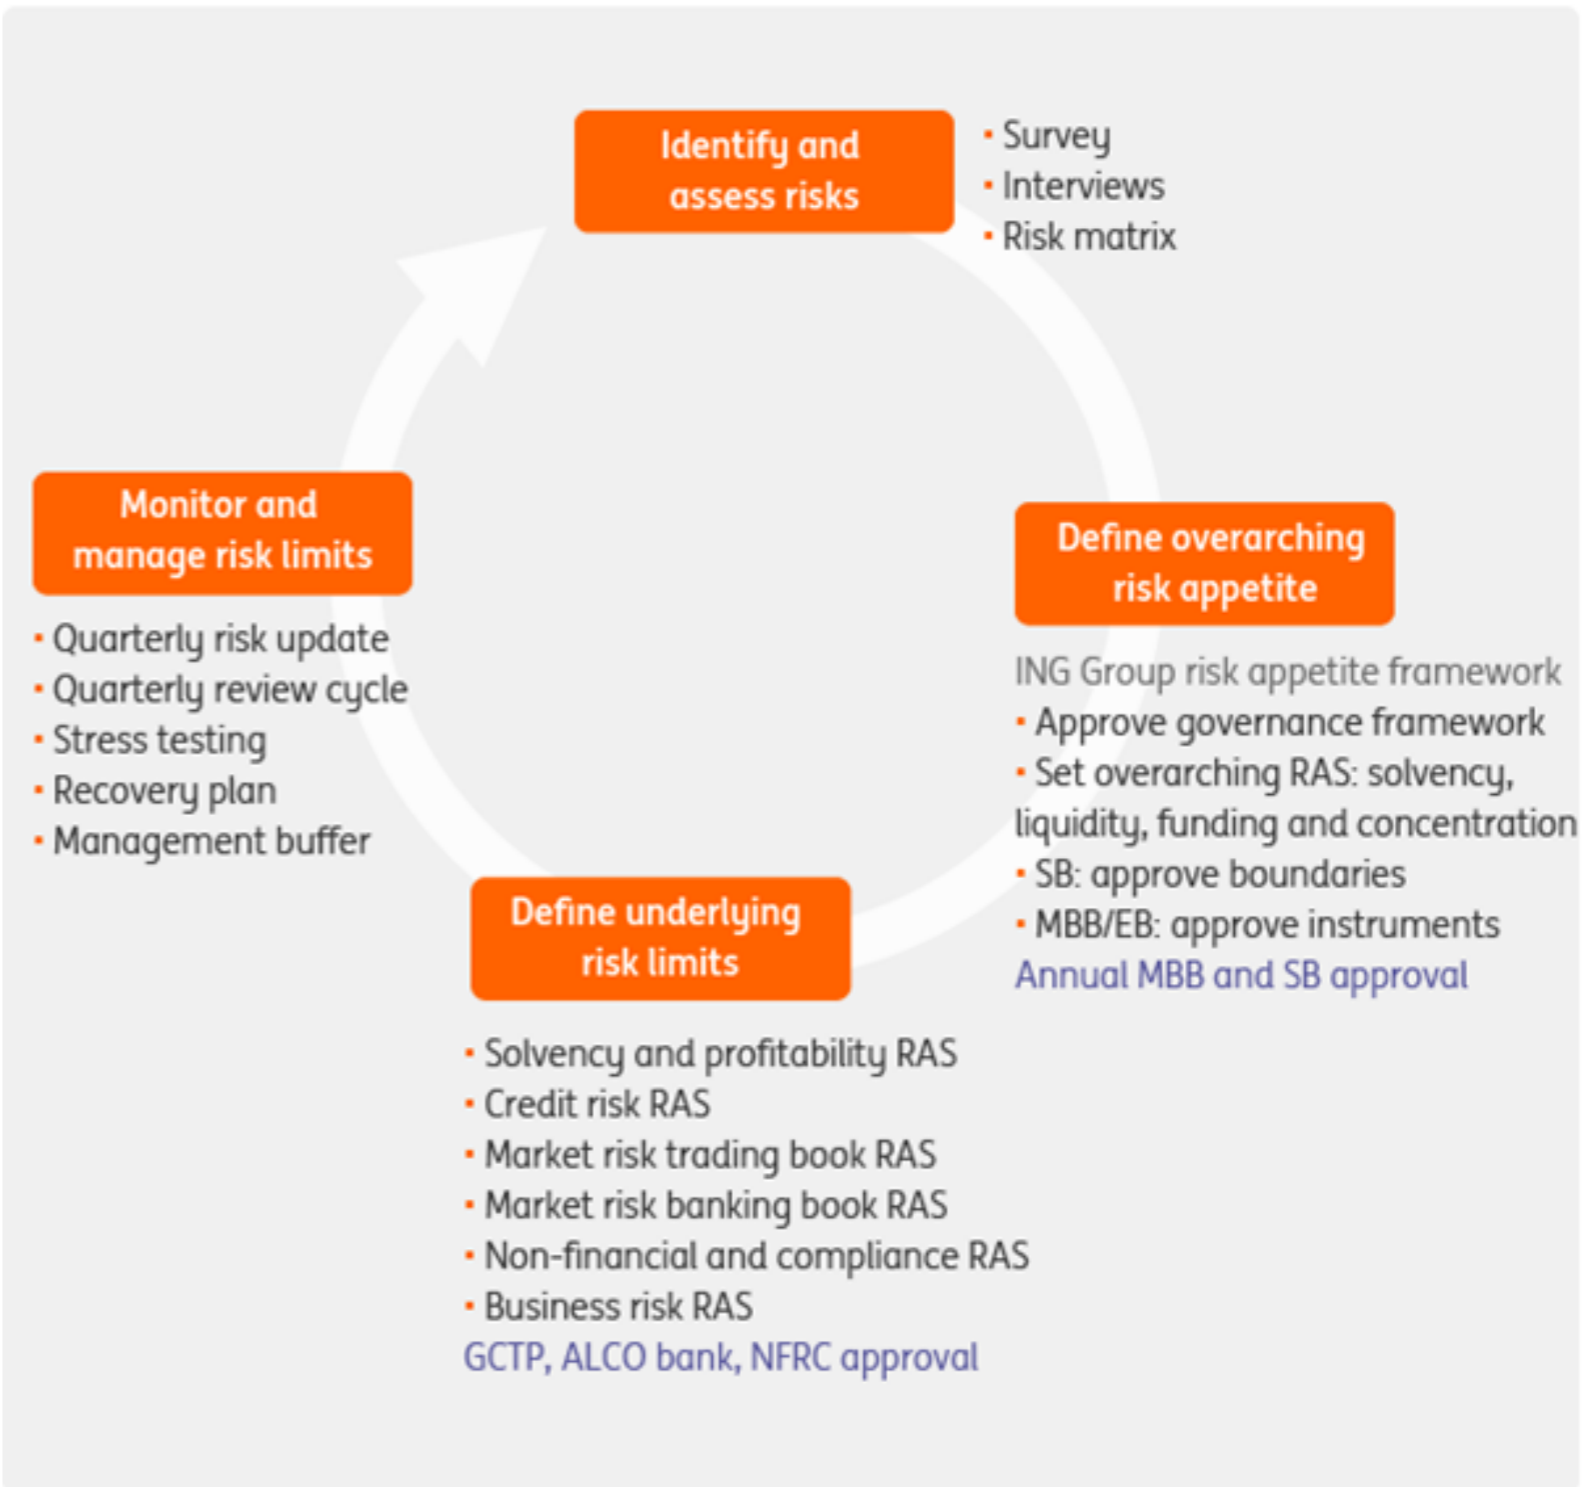 Identify and
assess risks
· Survey
· Interviews
· Risk matrix
Define overarching
risk appetite
ING Group risk appetite framework
· Approve governance framework
· Set overarching RAS: solvency,
liquidity, funding and concentration
· SB: approve boundaries
· MBB/EB: approve instruments
Annual MBB and SB approval
Define underlying
risk limits
· Solvency and profitability RAS
· Credit risk RAS
· Market risk trading book RAS
· Market risk banking book RAS
· Non-financial and compliance RAS
· Business risk RAS
GCTP, ALCO bank, NFRC approval
Monitor and
manage risk limits
· Quarterly risk update
· Quarterly review cycle
· Stress testing
· Recovery plan
· Management buffer